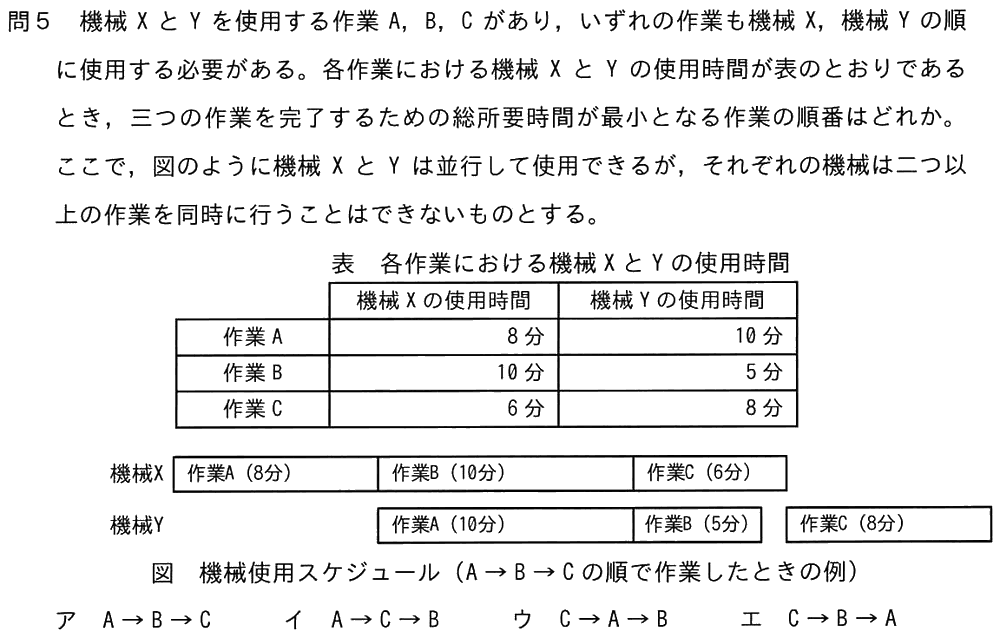 問５　機械 X と Y を使用する作業 A，B，C があり，いずれの作業も機械 X，機械 Y の順
に使用する必要がある。各作業における機械 X と Y の使用時間が表のとおりである
とき，三つの作業を完了するための総所要時間が最小となる作業の順番はどれか。
ここで，図のように機械 X と Y は並行して使用できるが，それぞれの機械は二つ以
上の作業を同時に行うことはできないものとする。
表　各作業における機械 X と Y の使用時間
機械 X の使用時間　機械 Y の使用時間
作業 A　8 分　10 分
作業 B　10 分　5 分
作業 C　6 分　8 分
機械X　作業A（8分）　作業B（10分）　作業C（6分）
機械Y　作業A（10分）　作業B（5分）　作業C（8分）
図　機械使用スケジュール（A → B → C の順で作業したときの例）
ア　A → B → C　イ　A → C → B　ウ　C → A → B　エ　C → B → A